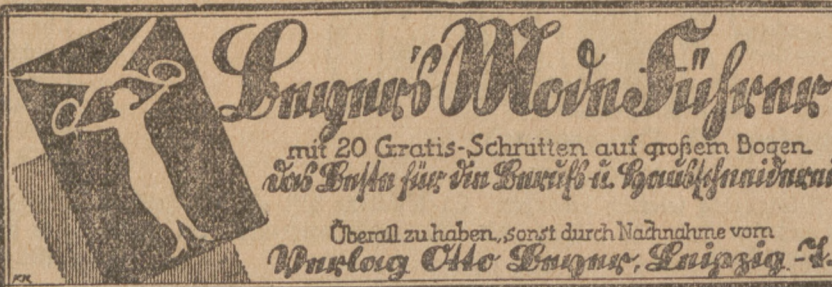 Beyer's Mode Führer
mit 20 Gratis-Schnitten auf großem Bogen.
das Beste für die Berufs u. Hausschneiderei
Überall zu haben, sonst durch Nachnahme vom
Verlag Otto Beyer, Leipzig-T.